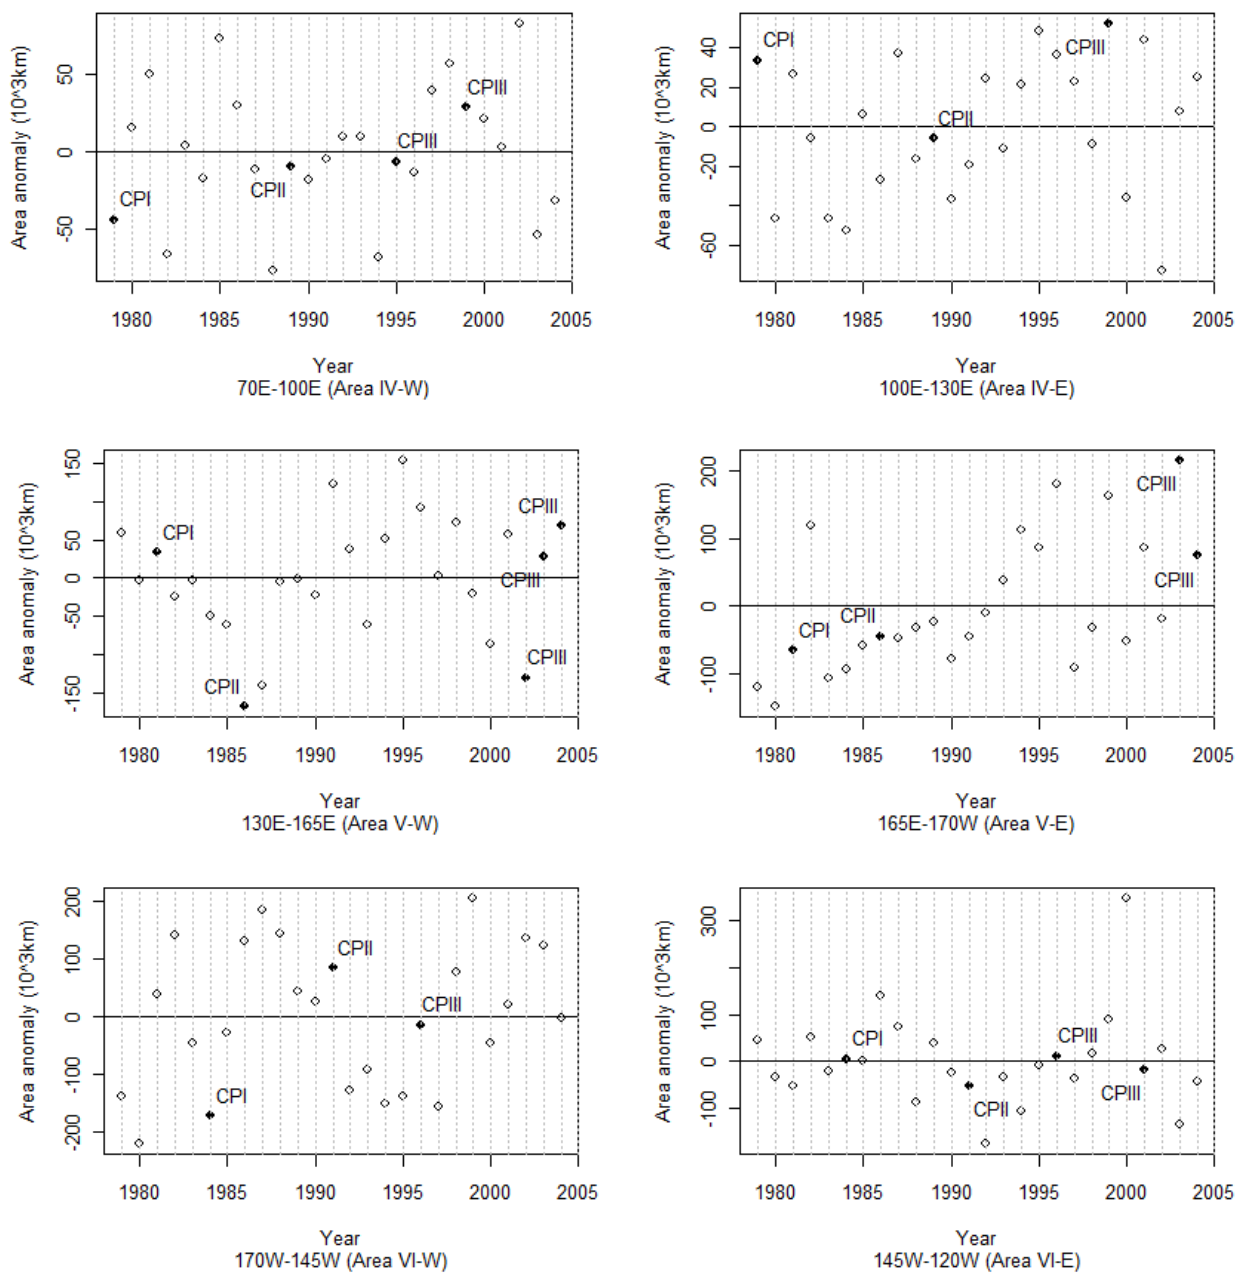 Area anomaly (10^3km)
50
0
-50
CPI
CPII
CPIII
CPIII
1980 1985 1990 1995 2000 2005
Year
70E-100E (Area IV-W)
Area anomaly (10^3km)
40
20
0
-20
-60
CPI
CPII
CPIII
1980 1985 1990 1995 2000 2005
Year
100E-130E (Area IV-E)
Area anomaly (10^3km)
150
50
0
-50
-150
CPI
CPII
CPIII
CPIII
CPIII
1980 1985 1990 1995 2000 2005
Year
130E-165E (Area V-W)
Area anomaly (10^3km)
200
100
0
-100
CPI
CPII
CPIII
CPIII
1980 1985 1990 1995 2000 2005
Year
165E-170W (Area V-E)
Area anomaly (10^3km)
200
100
0
-100
-200
CPI
CPII
CPIII
1980 1985 1990 1995 2000 2005
Year
170W-145W (Area VI-W)
Area anomaly (10^3km)
300
100
0
-100
CPI
CPII
CPIII
CPIII
1980 1985 1990 1995 2000 2005
Year
145W-120W (Area VI-E)